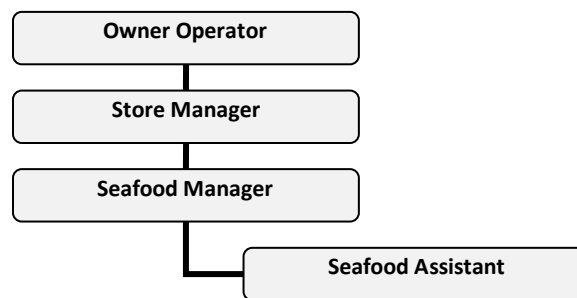 Owner Operator
Store Manager
Seafood Manager
Seafood Assistant